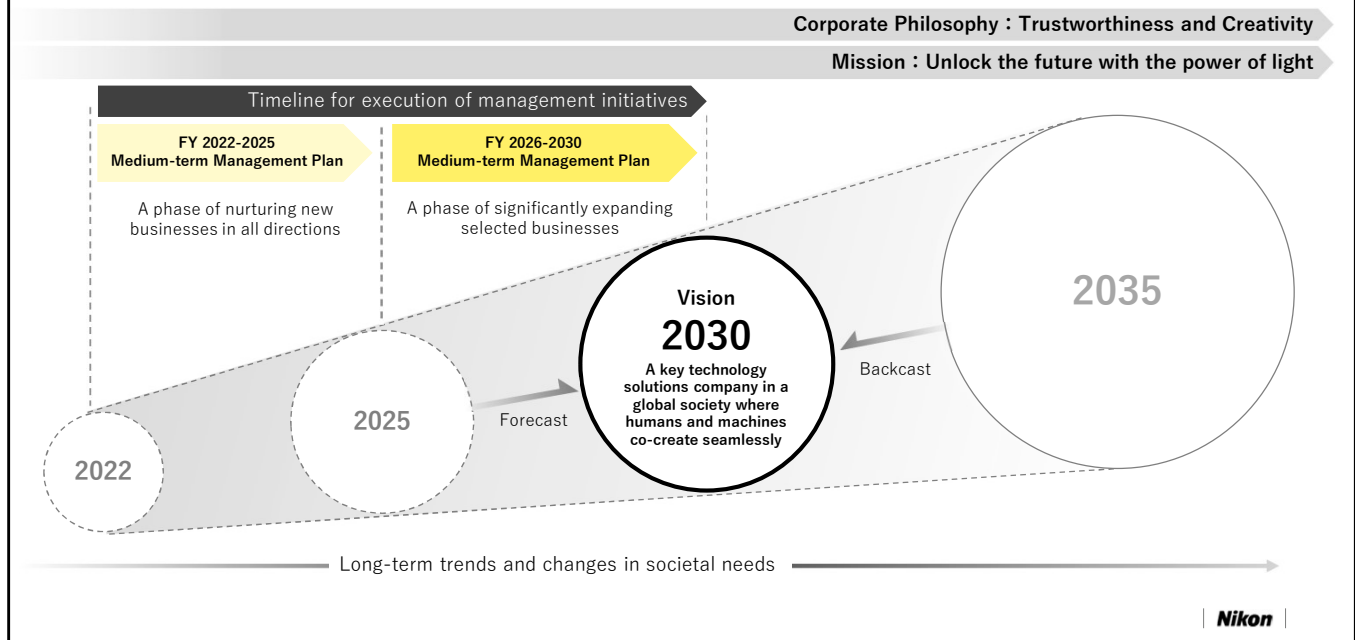 Corporate Philosophy：Trustworthiness and Creativity
Mission：Unlock the future with the power of light
Timeline for execution of management initiatives
FY 2022-2025
Medium-term Management Plan
FY 2026-2030
Medium-term Management Plan
A phase of nurturing new
businesses in all directions
A phase of significantly expanding
selected businesses
2022
2025
Forecast
Vision
2030
A key technology
solutions company in a
global society where
humans and machines
co-create seamlessly
Backcast
2035
Long-term trends and changes in societal needs
Nikon